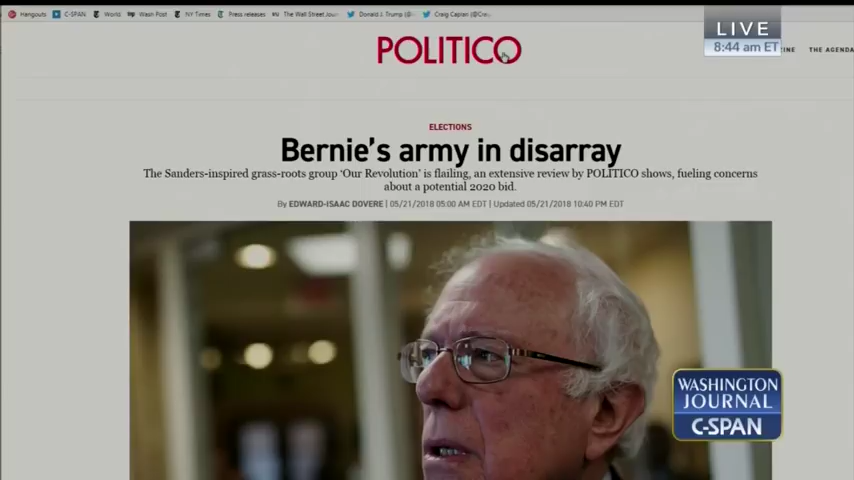 Hangouts C-SPAN World Wash Post NY Times Press releases The Wall Street Jour Donald J. Trump (@ Craig Caplan (@Cra
LIVE
8:44 am ET
POLITICO
INE THE AGENDA
ELECTIONS
Bernie's army in disarray
The Sanders-inspired grass-roots group 'Our Revolution' is flailing, an extensive review by POLITICO shows, fueling concerns
about a potential 2020 bid.
By EDWARD-ISAAC DOVERE | 05/21/2018 05:00 AM EDT | Updated 05/21/2018 10:40 PM EDT
WASHINGTON
JOURNAL
C-SPAN